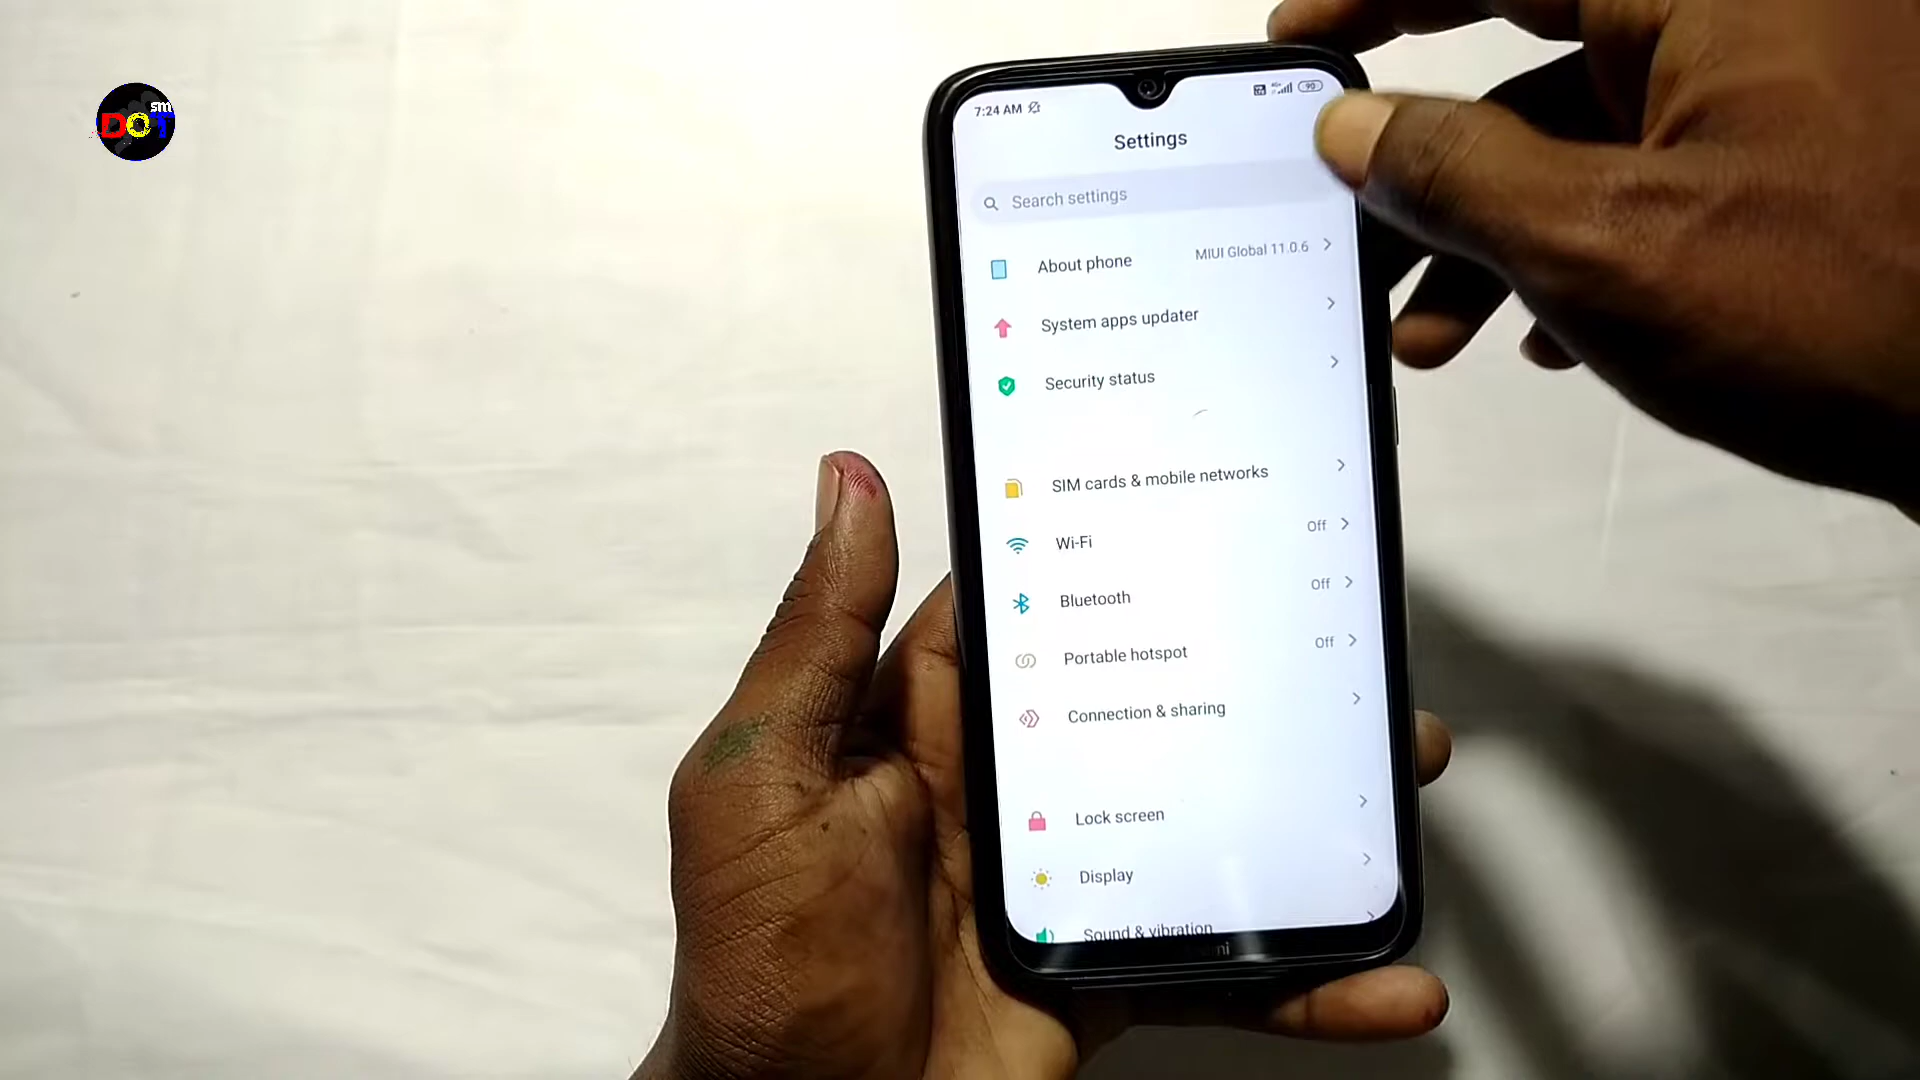 sm
DOT
7:24 AM 90
Settings
Search settings
About phone MIUI Global 11.0.6
System apps updater
Security status
SIM cards & mobile networks
Wi-Fi Off
Bluetooth Off
Portable hotspot Off
Connection & sharing
Lock screen
Display
Sound & vibration